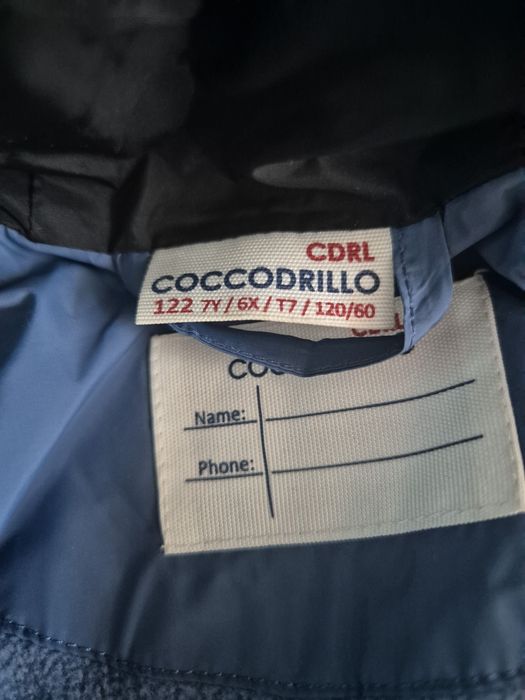 CDRL
COCCODRILLO
122 7Y / 6X / T7 / 120/60
Name:
Phone: